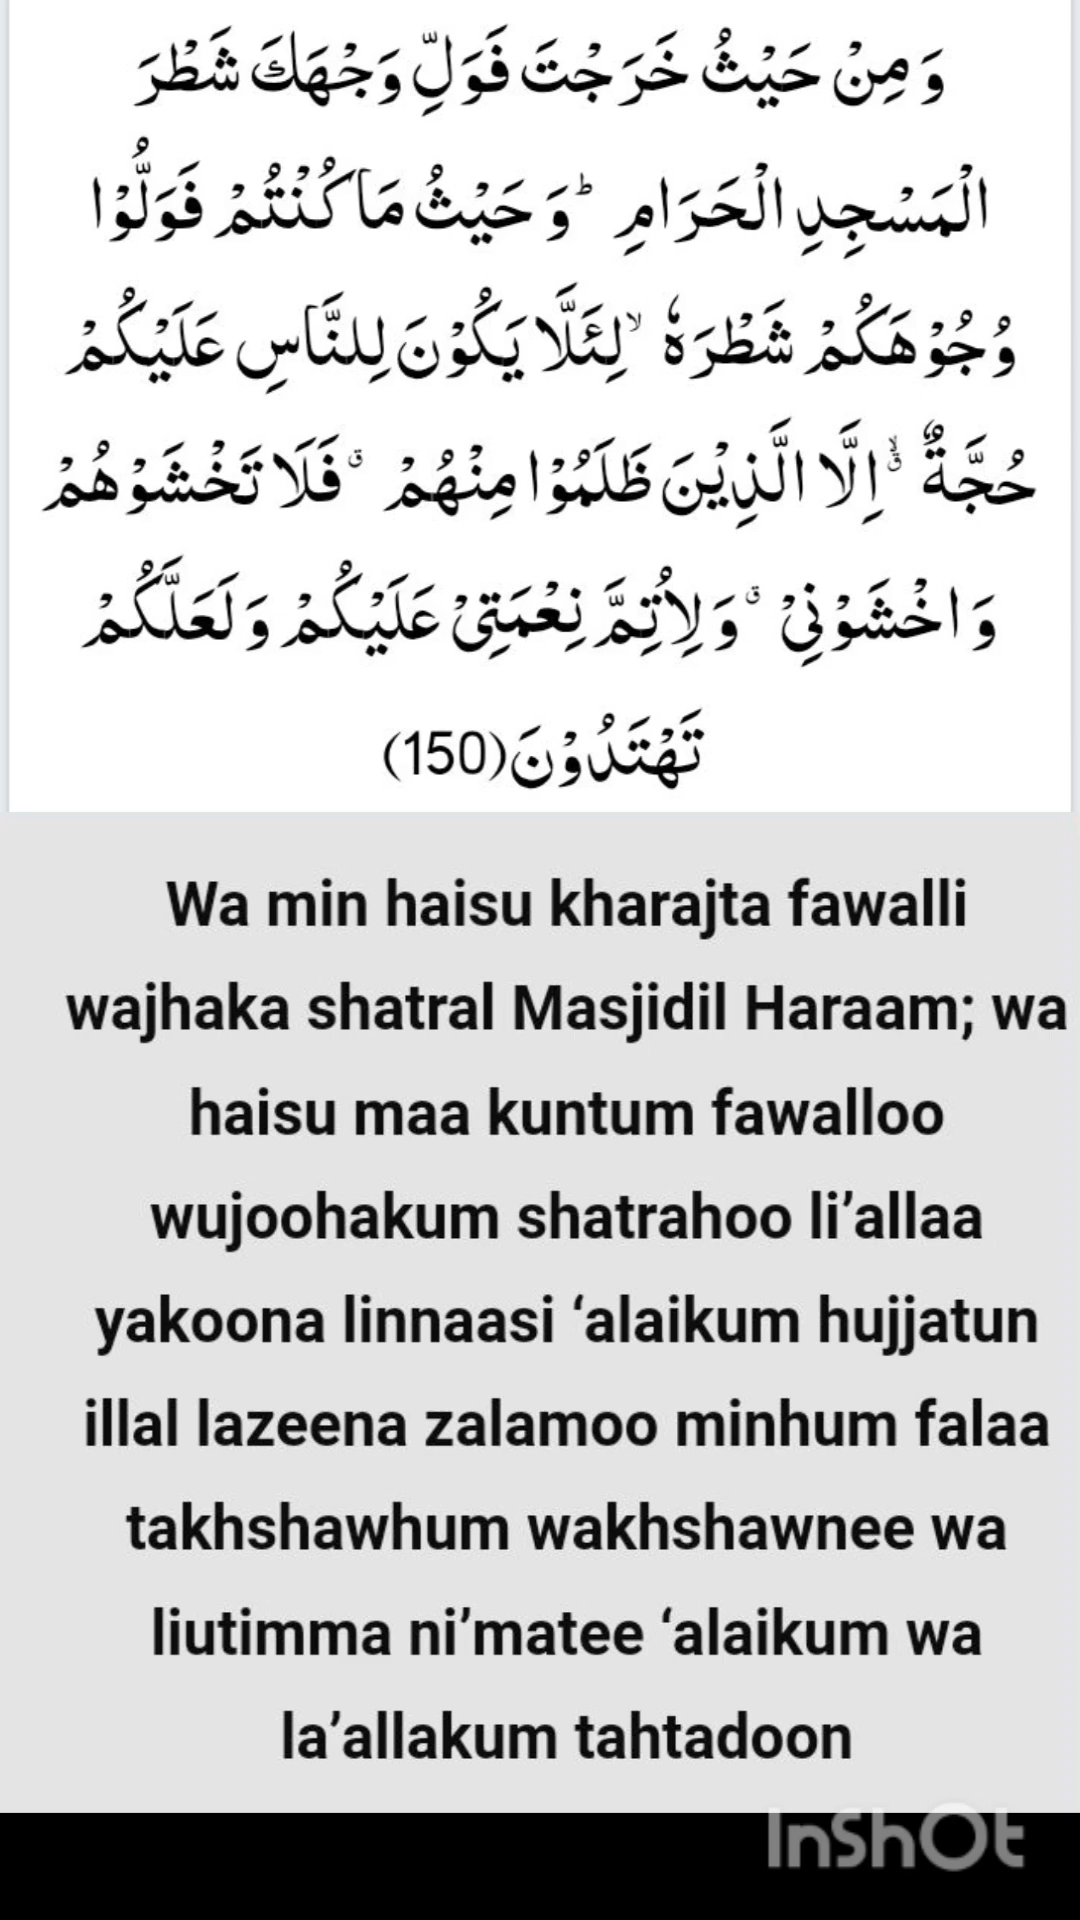 وَ مِنْ حَیْثُ خَرَجْتَ فَوَلِّ وَجْهَكَ شَطْرَ
الْمَسْجِدِ الْحَرَامِ ؕ وَ حَیْثُ مَا كُنْتُمْ فَوَلُّوْا
وُجُوْهَكُمْ شَطْرَهٗ ۙ لِئَلَّا یَكُوْنَ لِلنَّاسِ عَلَیْكُمْ
حُجَّةٌ ۗۙ اِلَّا الَّذِیْنَ ظَلَمُوْا مِنْهُمْ ۗ فَلَا تَخْشَوْهُمْ
وَ اخْشَوْنِیْ ۗ وَ لِاُتِمَّ نِعْمَتِیْ عَلَیْكُمْ وَ لَعَلَّكُمْ
تَهْتَدُوْنَ(150)
Wa min haisu kharajta fawalli
wajhaka shatral Masjidil Haraam; wa
haisu maa kuntum fawalloo
wujoohakum shatrahoo li’allaa
yakoona linnaasi ‘alaikum hujjatun
illal lazeena zalamoo minhum falaa
takhshawhum wakhshawnee wa
liutimma ni’matee ‘alaikum wa
la’allakum tahtadoon
InShOt